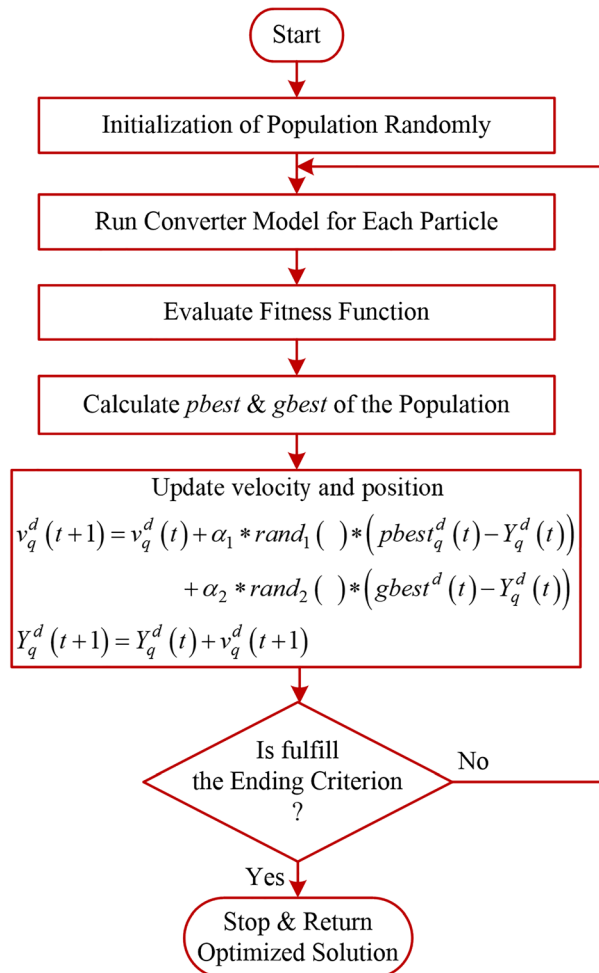 Start
Initialization of Population Randomly
Run Converter Model for Each Particle
Evaluate Fitness Function
Calculate pbest & gbest of the Population
Update velocity and position
v_q^d (t+1) = v_q^d (t) + α_1 * rand_1 ( ) * (pbest_q^d (t) − Y_q^d (t))
+ α_2 * rand_2 ( ) * (gbest^d (t) − Y_q^d (t))
Y_q^d (t+1) = Y_q^d (t) + v_q^d (t+1)
Is fulfill
the Ending Criterion
?
No
Yes
Stop & Return
Optimized Solution